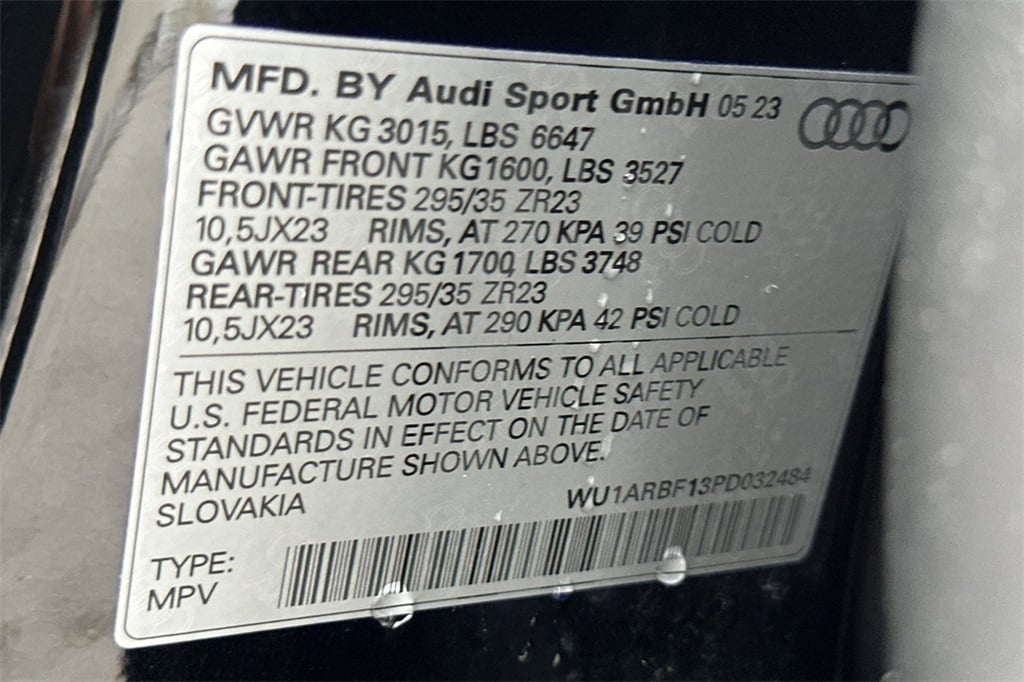 MFD. BY Audi Sport GmbH 05 23
GVWR KG 3015, LBS 6647
GAWR FRONT KG 1600, LBS 3527
FRONT-TIRES 295/35 ZR23
10,5JX23 RIMS, AT 270 KPA 39 PSI COLD
GAWR REAR KG 1700, LBS 3748
REAR-TIRES 295/35 ZR23
10,5JX23 RIMS, AT 290 KPA 42 PSI COLD
THIS VEHICLE CONFORMS TO ALL APPLICABLE
U.S. FEDERAL MOTOR VEHICLE SAFETY
STANDARDS IN EFFECT ON THE DATE OF
MANUFACTURE SHOWN ABOVE.
SLOVAKIA
WU1ARBF13PD032484
TYPE:
MPV